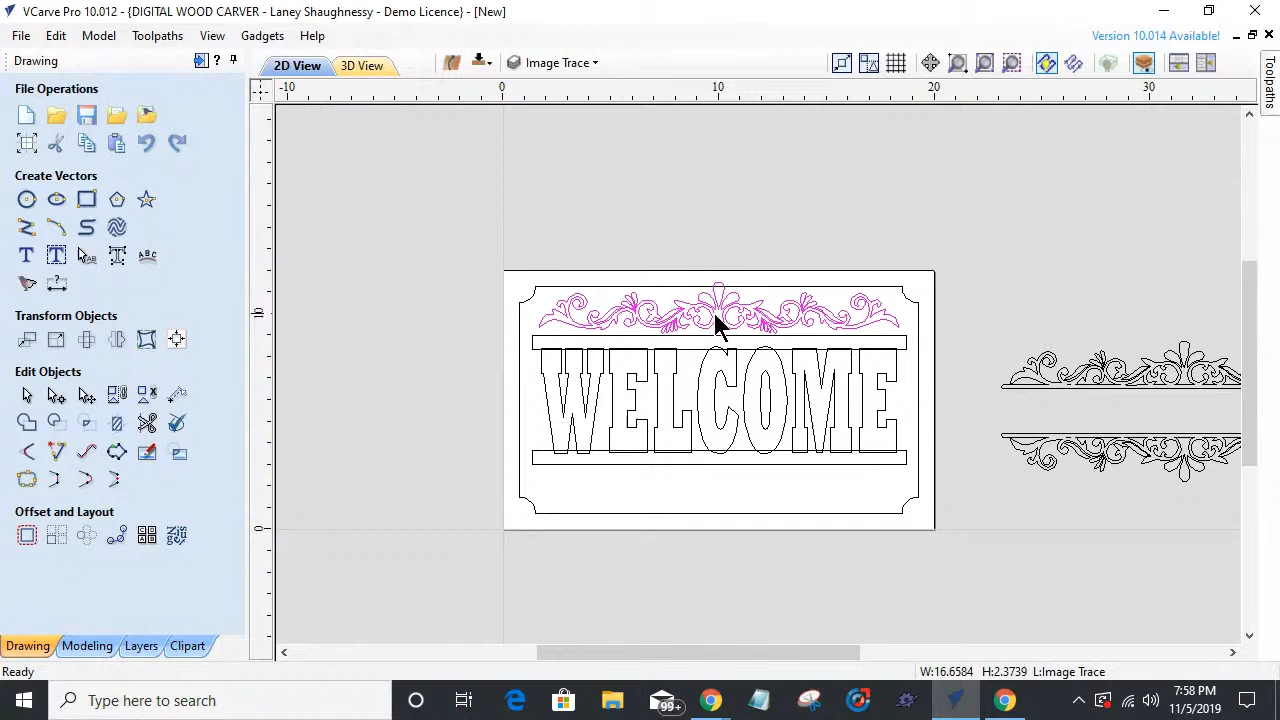 VCarve Pro 10.012 - {DIGITAL WOOD CARVER - Laney Shaughnessy - Demo Licence} - [New]
File Edit Model Toolpaths View Gadgets Help
Version 10.014 Available!
Drawing
2D View
3D View
Image Trace
Toolpaths
-10 0 10 20 30
File Operations
Create Vectors
Transform Objects
10
WELCOME
Edit Objects
Offset and Layout
0
Drawing Modeling Layers Clipart
Ready
W:16.6584 H:2.3739 L:Image Trace
Type here to search
99+
7:58 PM
11/5/2019